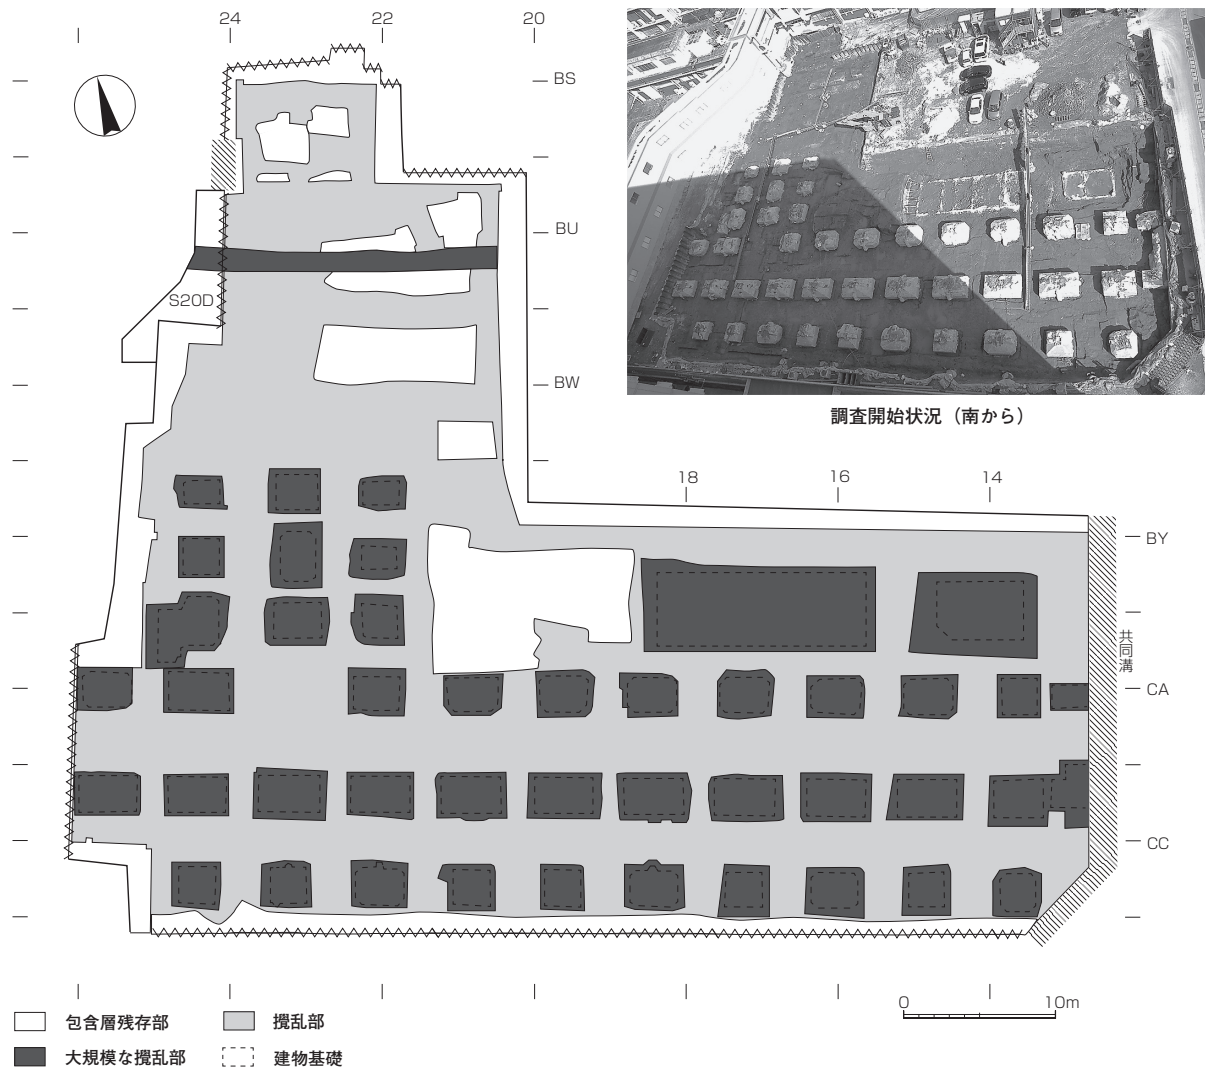 24
22
20
BS
BU
S20D
BW
調査開始状況（南から）
18
16
14
BY
共同溝
CA
CC
0
10m
包含層残存部
攪乱部
大規模な攪乱部
建物基礎